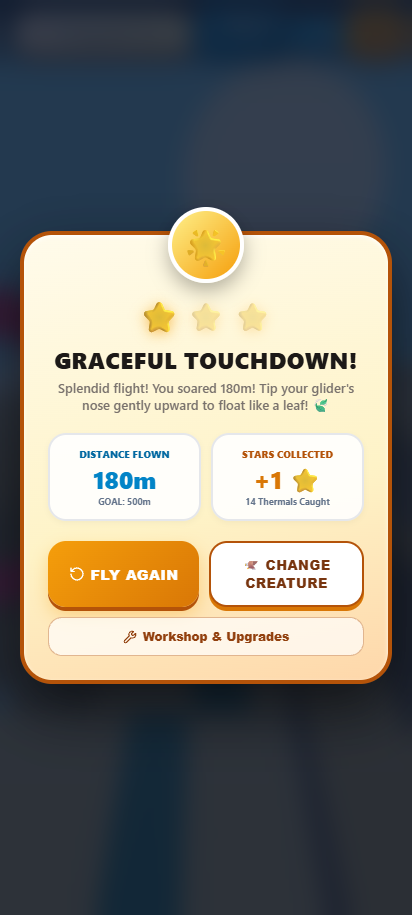 GRACEFUL TOUCHDOWN!
Splendid flight! You soared 180m! Tip your glider's
nose gently upward to float like a leaf!
DISTANCE FLOWN
180m
GOAL: 500m
STARS COLLECTED
+1
14 Thermals Caught
FLY AGAIN
CHANGE
CREATURE
Workshop & Upgrades